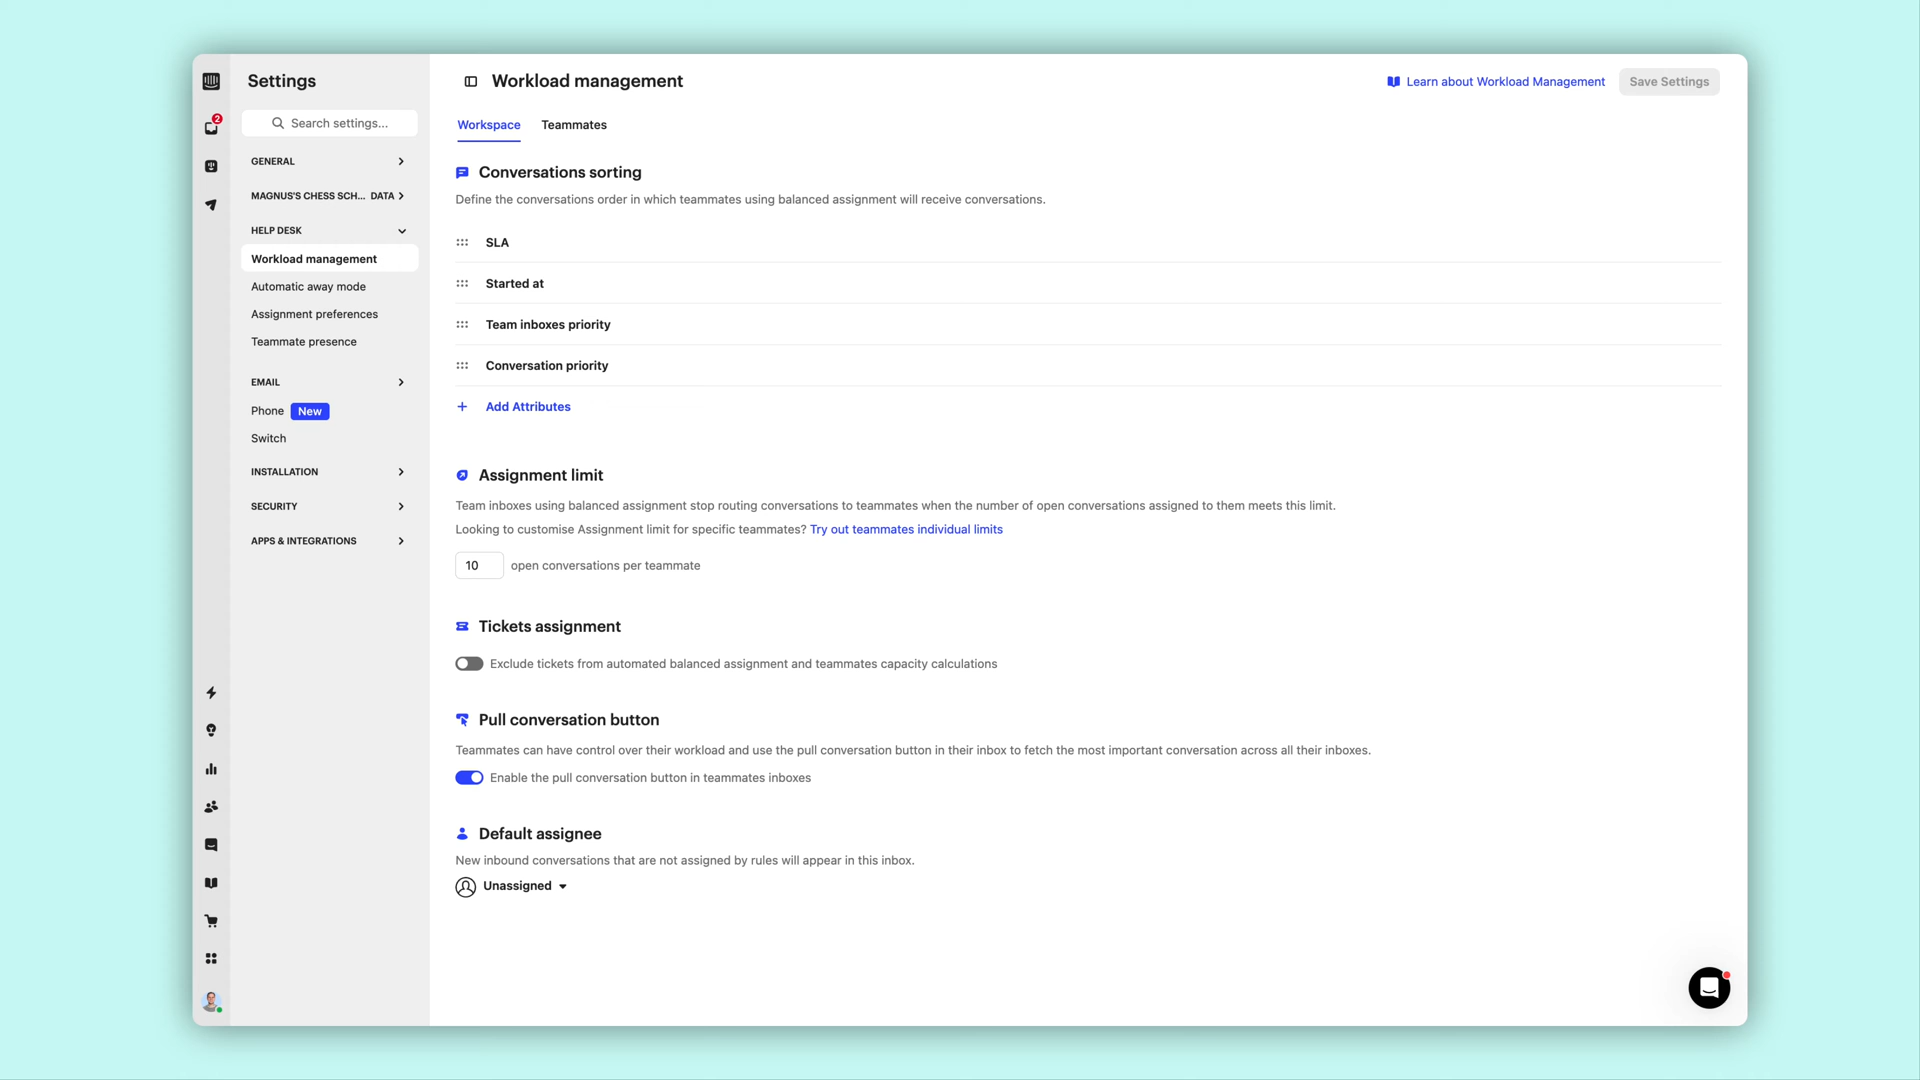 Settings
2
Search settings...
GENERAL
MAGNUS'S CHESS SCH... DATA
HELP DESK
Workload management
Automatic away mode
Assignment preferences
Teammate presence
EMAIL
Phone New
Switch
INSTALLATION
SECURITY
APPS & INTEGRATIONS
Workload management
Learn about Workload Management
Save Settings
Workspace Teammates
Conversations sorting
Define the conversations order in which teammates using balanced assignment will receive conversations.
SLA
Started at
Team inboxes priority
Conversation priority
+ Add Attributes
Assignment limit
Team inboxes using balanced assignment stop routing conversations to teammates when the number of open conversations assigned to them meets this limit.
Looking to customise Assignment limit for specific teammates? Try out teammates individual limits
10 open conversations per teammate
Tickets assignment
Exclude tickets from automated balanced assignment and teammates capacity calculations
Pull conversation button
Teammates can have control over their workload and use the pull conversation button in their inbox to fetch the most important conversation across all their inboxes.
Enable the pull conversation button in teammates inboxes
Default assignee
New inbound conversations that are not assigned by rules will appear in this inbox.
Unassigned